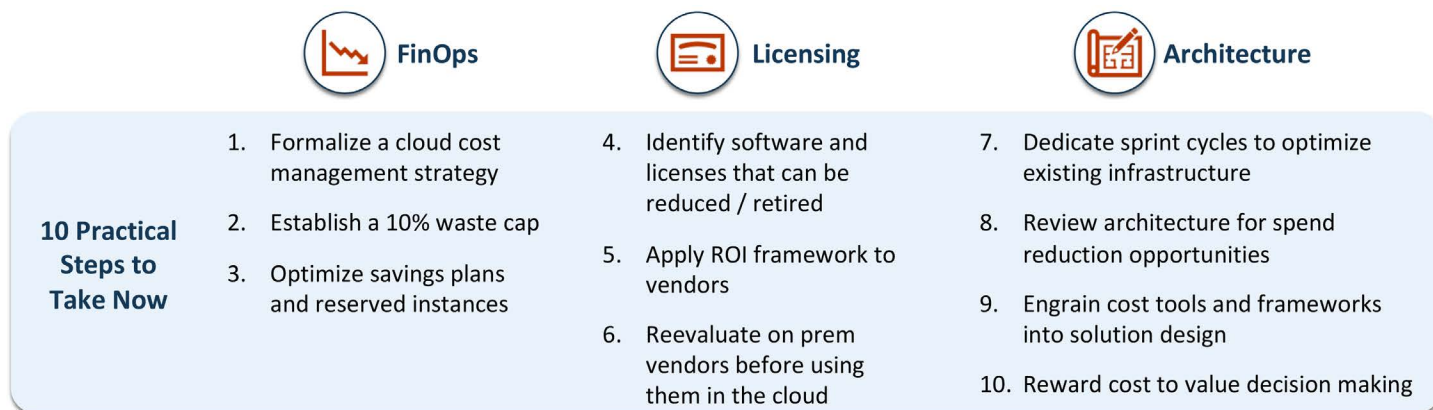 FinOps
Licensing
Architecture
10 Practical
Steps to
Take Now
1. Formalize a cloud cost
management strategy
2. Establish a 10% waste cap
3. Optimize savings plans
and reserved instances
4. Identify software and
licenses that can be
reduced / retired
5. Apply ROI framework to
vendors
6. Reevaluate on prem
vendors before using
them in the cloud
7. Dedicate sprint cycles to optimize
existing infrastructure
8. Review architecture for spend
reduction opportunities
9. Engrain cost tools and frameworks
into solution design
10. Reward cost to value decision making